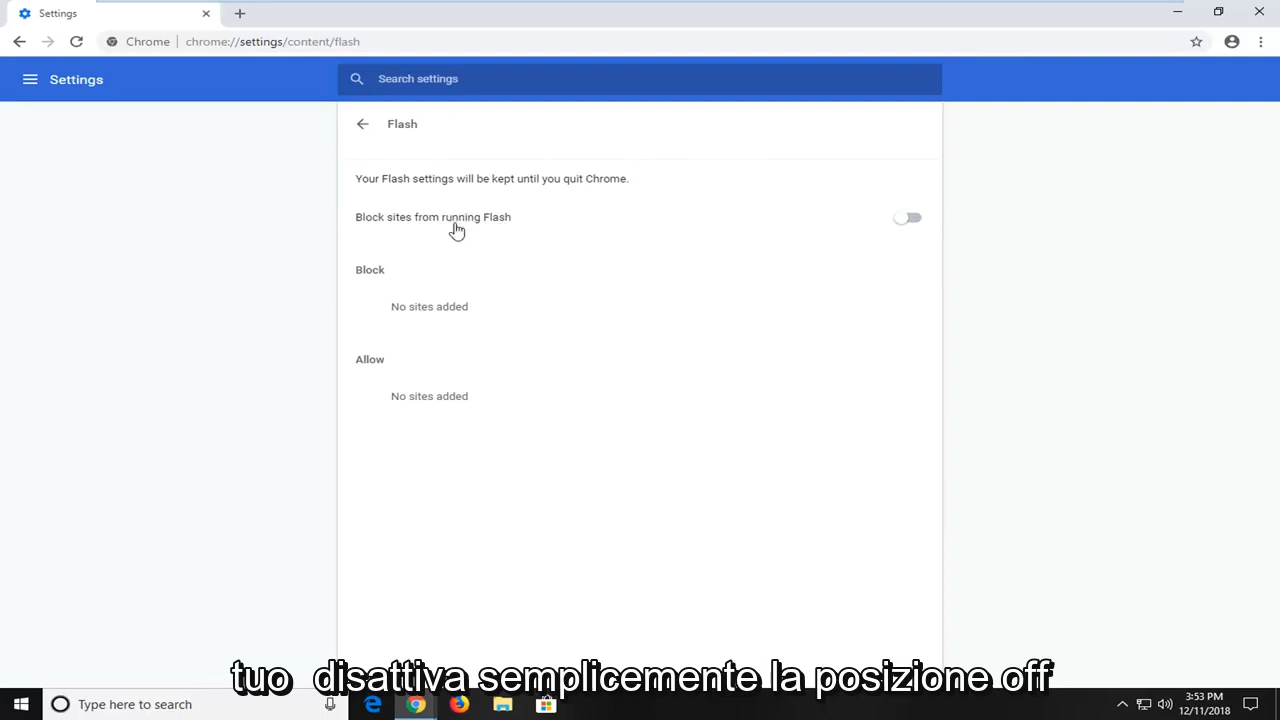 Settings
Chrome
chrome://settings/content/flash
Settings
Search settings
Flash
Your Flash settings will be kept until you quit Chrome.
Block sites from running Flash
Block
No sites added
Allow
No sites added
tuo disattiva semplicemente la posizione off
Type here to search
3:53 PM
12/11/2018